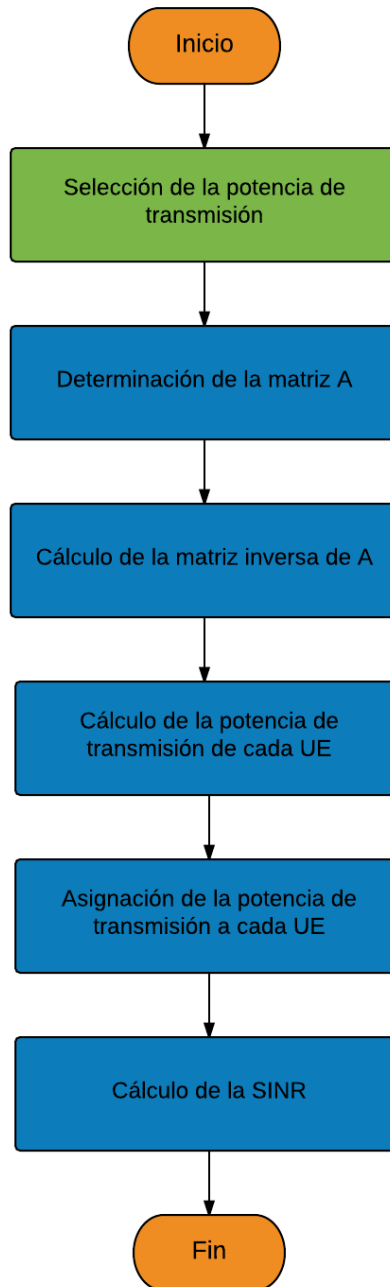 Inicio
Selección de la potencia de
transmisión
Determinación de la matriz A
Cálculo de la matriz inversa de A
Cálculo de la potencia de
transmisión de cada UE
Asignación de la potencia de
transmisión a cada UE
Cálculo de la SINR
Fin